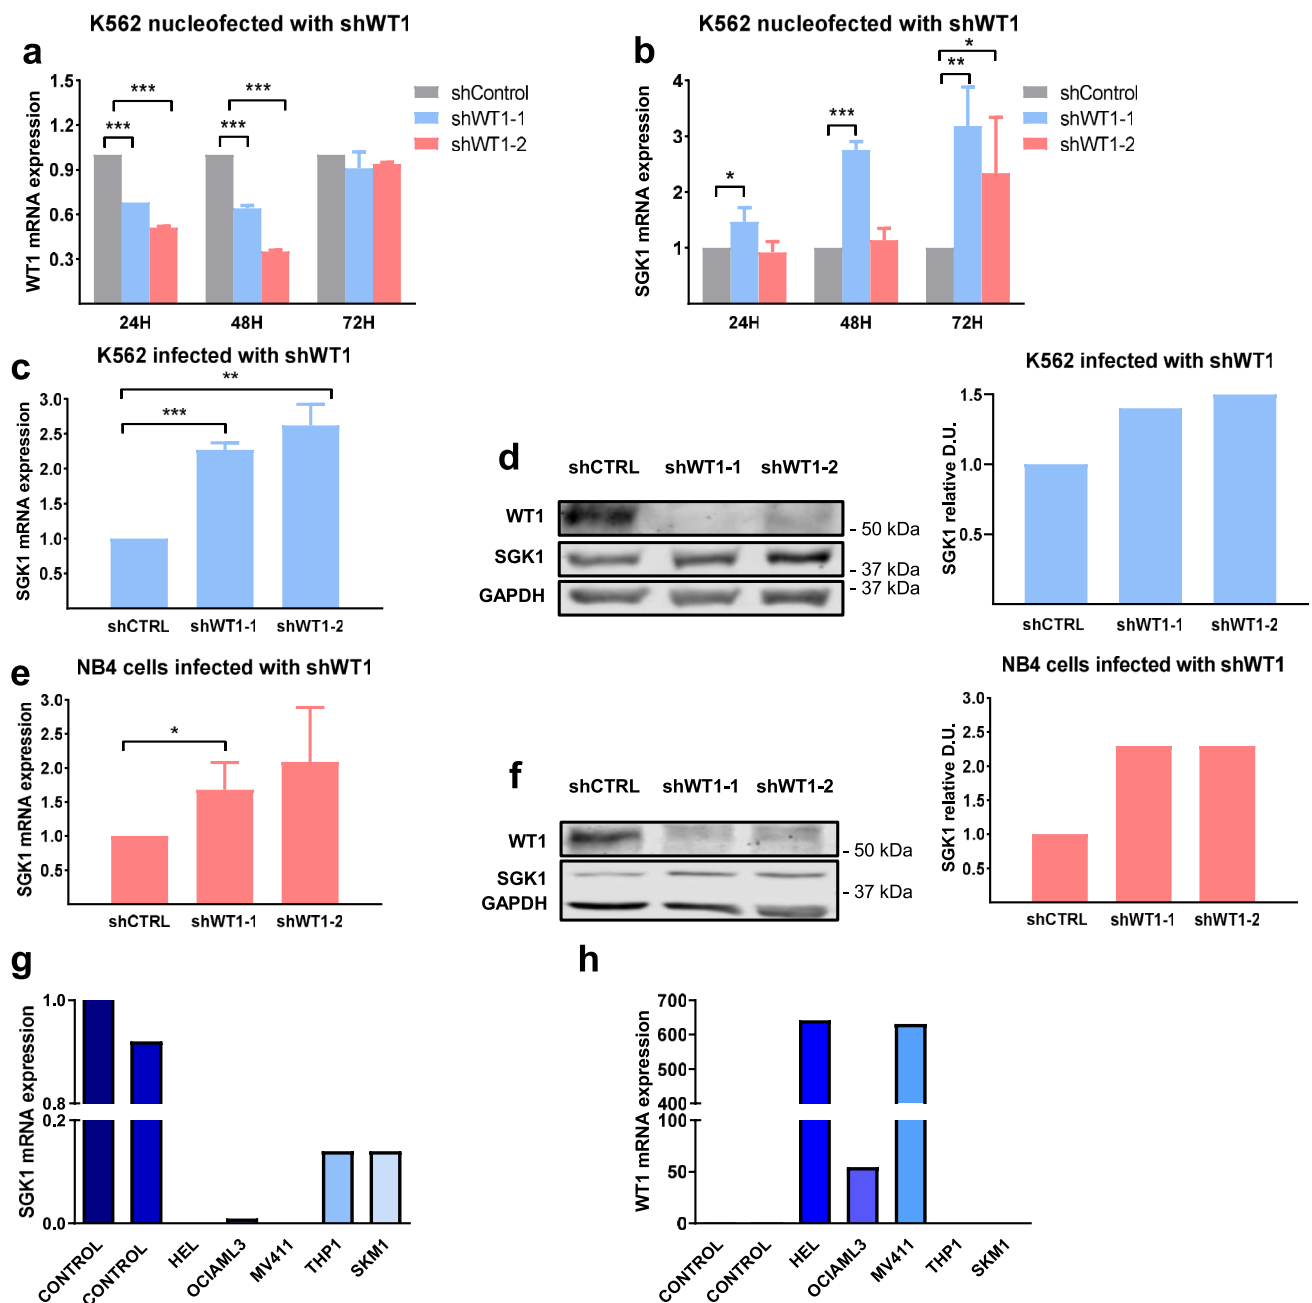 K562 nucleofected with shWT1
a
WT1 mRNA expression
1.5
1.2
0.9
0.6
0.3
***
***
***
***
24H
48H
72H
shControl
shWT1-1
shWT1-2
K562 nucleofected with shWT1
b
SGK1 mRNA expression
4
3
2
1
*
***
**
*
24H
48H
72H
shControl
shWT1-1
shWT1-2
K562 infected with shWT1
c
SGK1 mRNA expression
3.0
2.5
2.0
1.5
1.0
0.5
***
**
shCTRL
shWT1-1
shWT1-2
d
shCTRL
shWT1-1
shWT1-2
WT1
SGK1
GAPDH
- 50 kDa
- 37 kDa
- 37 kDa
K562 infected with shWT1
SGK1 relative D.U.
1.5
1.0
0.5
shCTRL
shWT1-1
shWT1-2
NB4 cells infected with shWT1
e
SGK1 mRNA expression
3.0
2.5
2.0
1.5
1.0
0.5
*
shCTRL
shWT1-1
shWT1-2
f
shCTRL
shWT1-1
shWT1-2
WT1
SGK1
GAPDH
- 50 kDa
- 37 kDa
NB4 cells infected with shWT1
SGK1 relative D.U.
3.0
2.5
2.0
1.5
1.0
0.5
shCTRL
shWT1-1
shWT1-2
g
SGK1 mRNA expression
1.0
0.8
0.2
0.0
CONTROL
CONTROL
HEL
OCIAML3
MV411
THP1
SKM1
h
WT1 mRNA expression
700
600
500
400
100
50
0
CONTROL
CONTROL
HEL
OCIAML3
MV411
THP1
SKM1